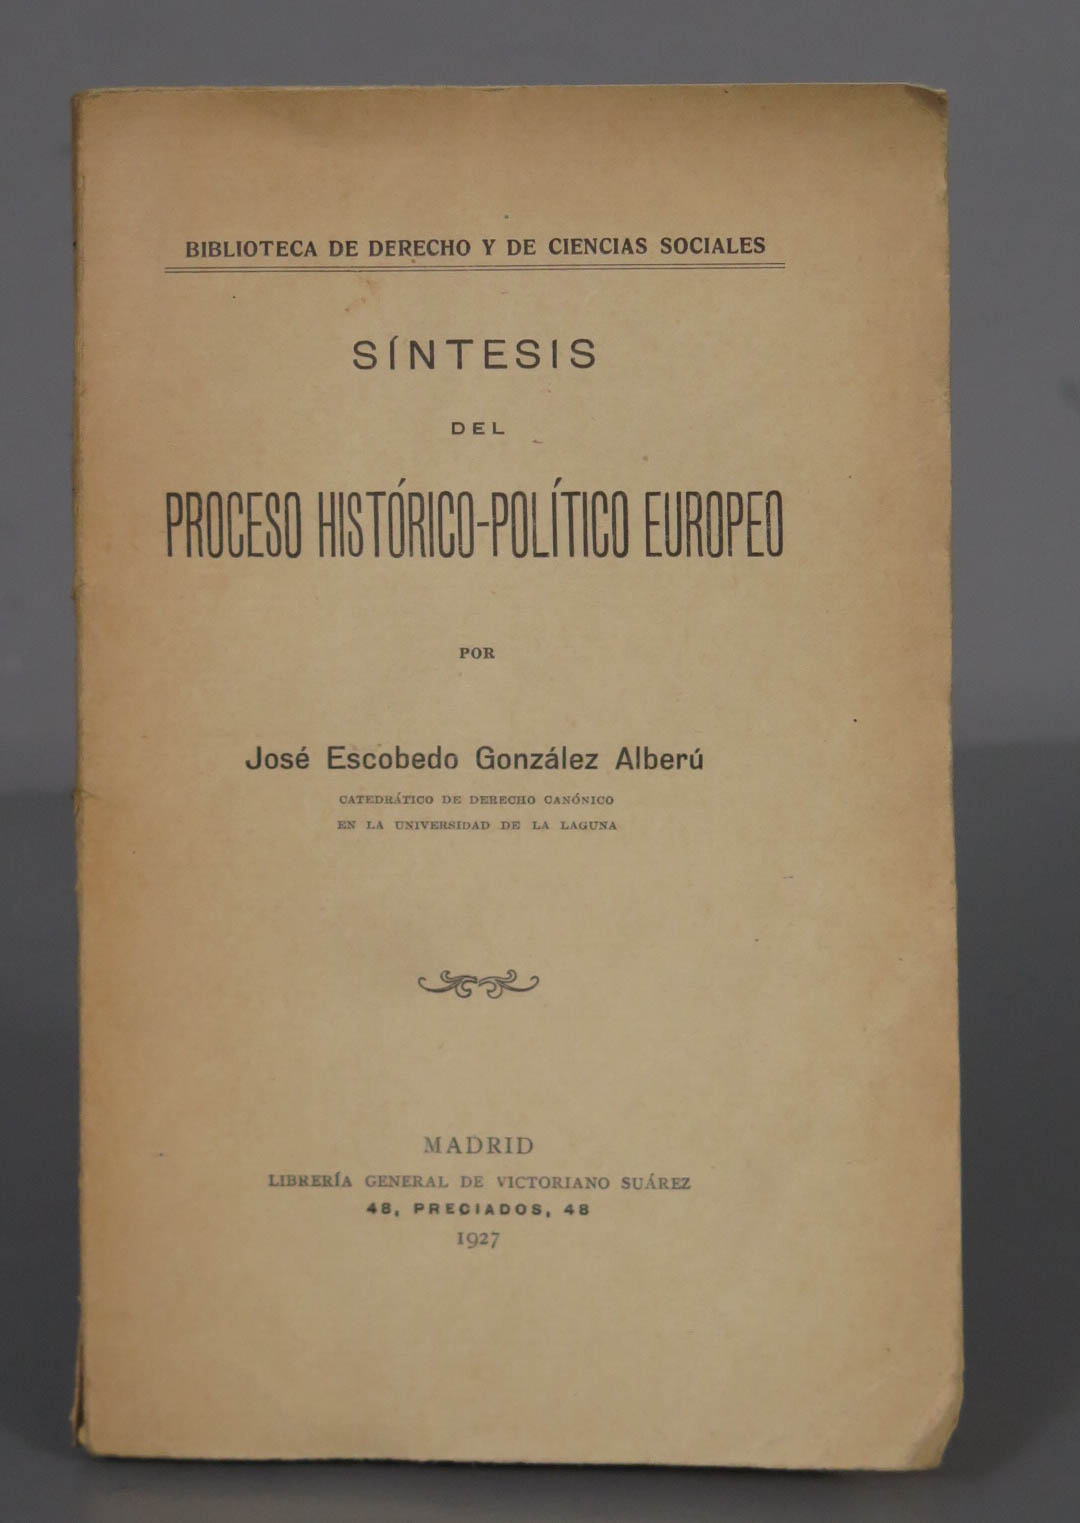 BIBLIOTECA DE DERECHO Y DE CIENCIAS SOCIALES
SÍNTESIS
DEL
PROCESO HISTÓRICO-POLÍTICO EUROPEO
POR
José Escobedo González Alberú
CATEDRÁTICO DE DERECHO CANÓNICO
EN LA UNIVERSIDAD DE LA LAGUNA
MADRID
LIBRERÍA GENERAL DE VICTORIANO SUÁREZ
48, PRECIADOS, 48
1927